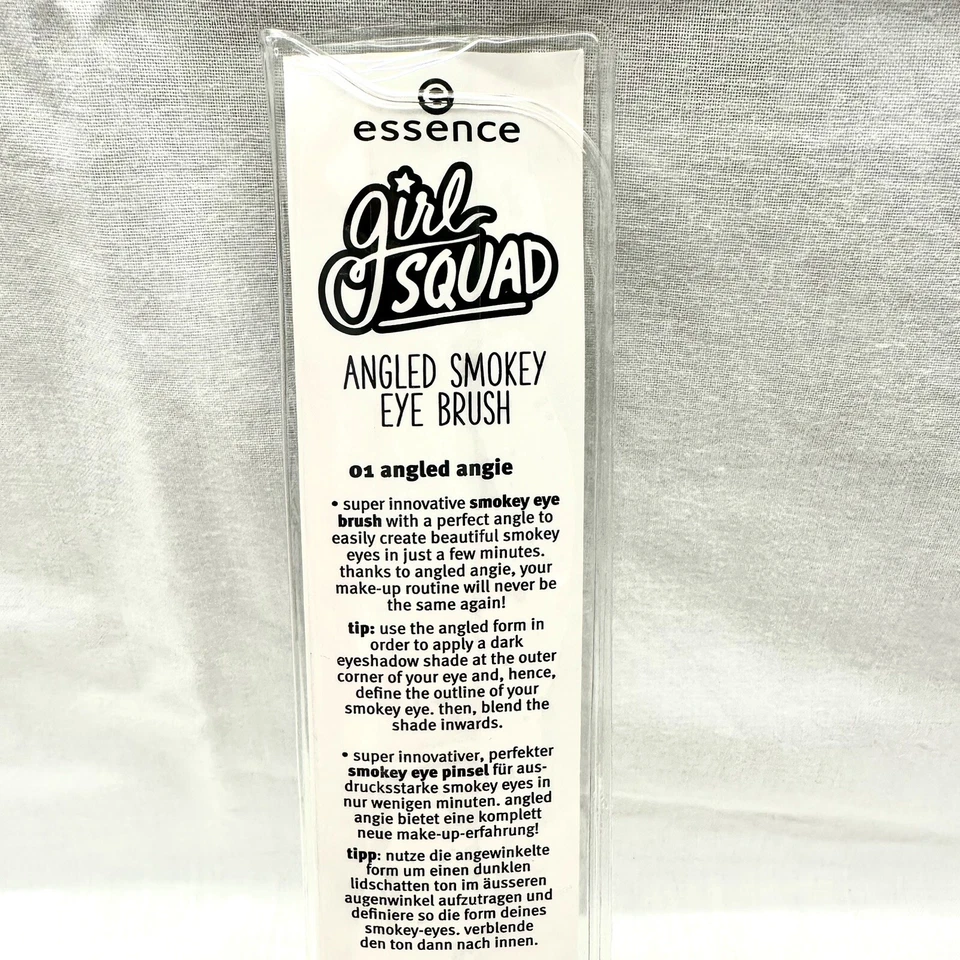 e
essence
girl
SQUAD
ANGLED SMOKEY
EYE BRUSH
01 angled angie
• super innovative smokey eye
brush with a perfect angle to
easily create beautiful smokey
eyes in just a few minutes.
thanks to angled angie, your
make-up routine will never be
the same again!
tip: use the angled form in
order to apply a dark
eyeshadow shade at the outer
corner of your eye and, hence,
define the outline of your
smokey eye. then, blend the
shade inwards.
• super innovativer, perfekter
smokey eye pinsel für aus-
drucksstarke smokey eyes in
nur wenigen minuten. angled
angie bietet eine komplett
neue make-up-erfahrung!
tipp: nutze die angewinkelte
form um einen dunklen
lidschatten ton im äusseren
augenwinkel aufzutragen und
definiere so die form deines
smokey-eyes. verblende
den ton dann nach innen.